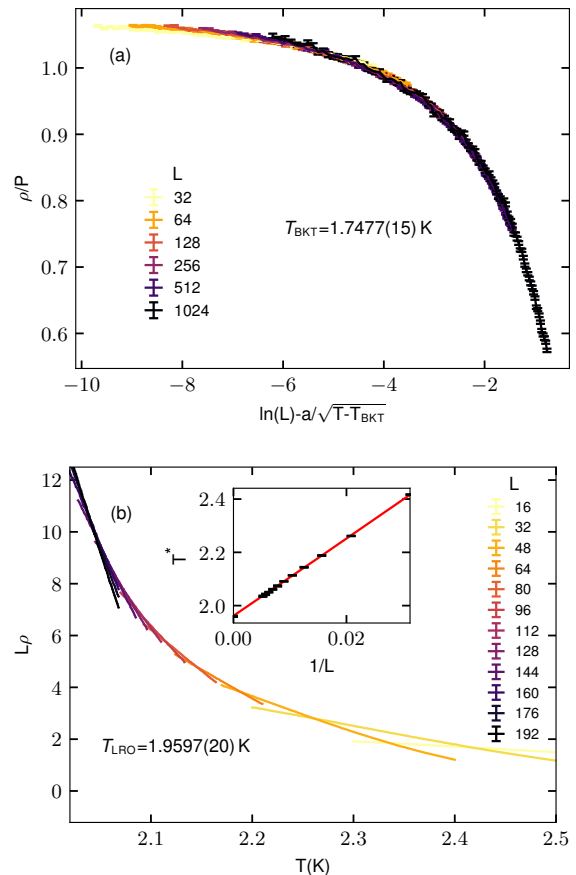 (a)
1.0
0.9
0.8
0.7
0.6
ρ/P
L
32
64
128
256
512
1024
T_BKT=1.7477(15) K
−10 −8 −6 −4 −2
ln(L)-a/√T-T_BKT
(b)
12
10
8
6
4
2
0
Lρ
2.4
2.2
2.0
T*
0.00 0.02
1/L
L
16
32
48
64
80
96
112
128
144
160
176
192
T_LRO=1.9597(20) K
2.1 2.2 2.3 2.4 2.5
T(K)